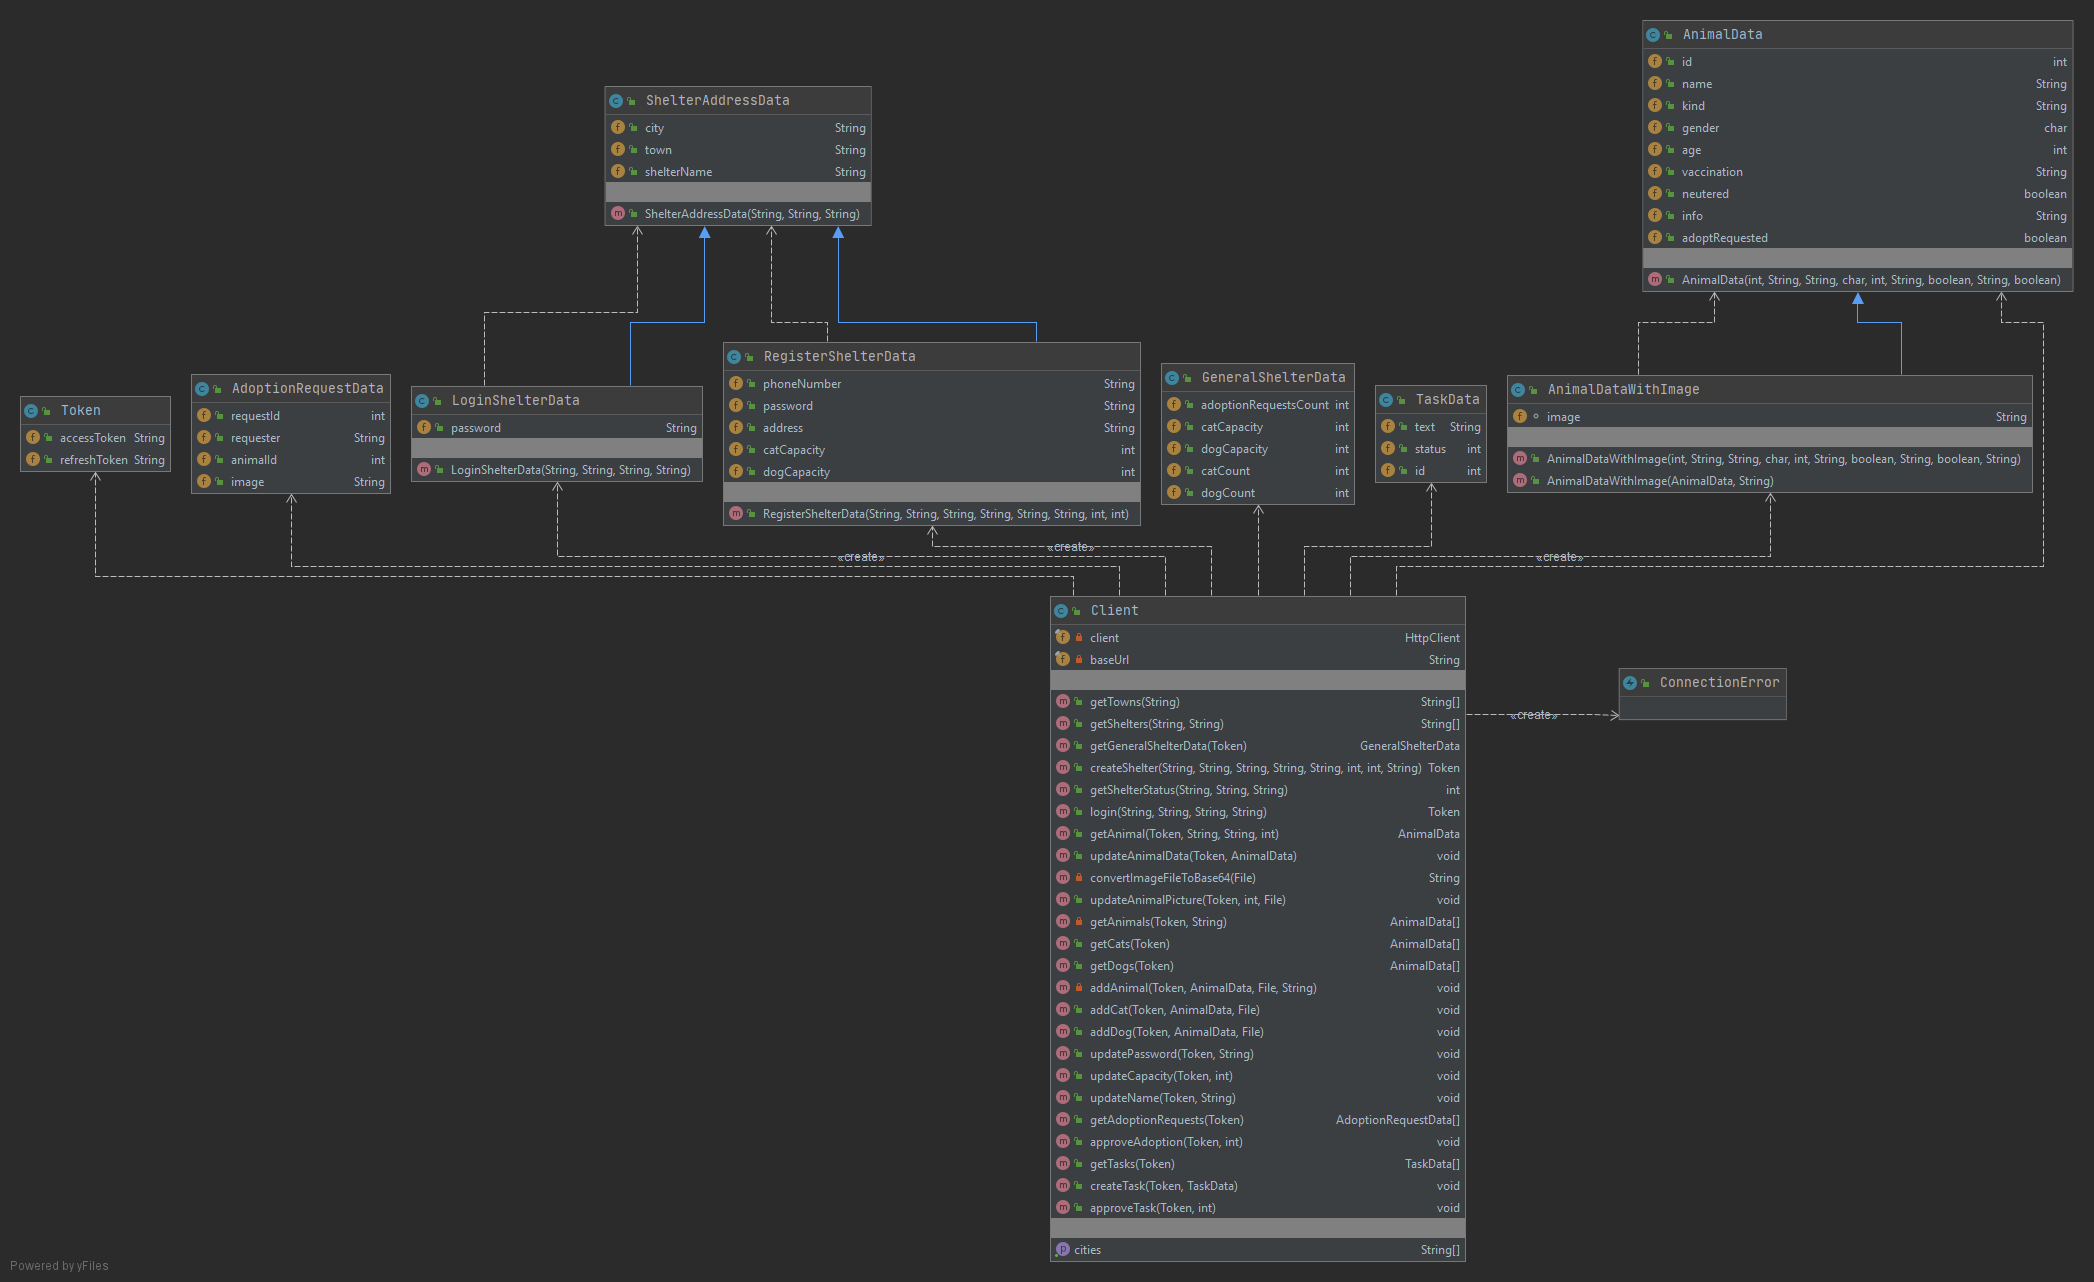 AnimalData
id int
name String
kind String
gender char
age int
vaccination String
neutered boolean
info String
adoptRequested boolean
AnimalData(int, String, String, char, int, String, boolean, String, boolean)
ShelterAddressData
city String
town String
shelterName String
ShelterAddressData(String, String, String)
Token
accessToken String
refreshToken String
AdoptionRequestData
requestId int
requester String
animalId int
image String
LoginShelterData
password String
LoginShelterData(String, String, String, String)
RegisterShelterData
phoneNumber String
password String
address String
catCapacity int
dogCapacity int
RegisterShelterData(String, String, String, String, String, String, int, int)
GeneralShelterData
adoptionRequestsCount int
catCapacity int
dogCapacity int
catCount int
dogCount int
TaskData
text String
status int
id int
AnimalDataWithImage
image String
AnimalDataWithImage(int, String, String, char, int, String, boolean, String, boolean, String)
AnimalDataWithImage(AnimalData, String)
«create»
«create»
«create»
Client
client HttpClient
baseUrl String
getTowns(String) String[]
getShelters(String, String) String[]
getGeneralShelterData(Token) GeneralShelterData
createShelter(String, String, String, String, String, int, int, String) Token
getShelterStatus(String, String, String) int
login(String, String, String, String) Token
getAnimal(Token, String, String, int) AnimalData
updateAnimalData(Token, AnimalData) void
convertImageFileToBase64(File) String
updateAnimalPicture(Token, int, File) void
getAnimals(Token, String) AnimalData[]
getCats(Token) AnimalData[]
getDogs(Token) AnimalData[]
addAnimal(Token, AnimalData, File, String) void
addCat(Token, AnimalData, File) void
addDog(Token, AnimalData, File) void
updatePassword(Token, String) void
updateCapacity(Token, int) void
updateName(Token, String) void
getAdoptionRequests(Token) AdoptionRequestData[]
approveAdoption(Token, int) void
getTasks(Token) TaskData[]
createTask(Token, TaskData) void
approveTask(Token, int) void
cities String[]
«create»
ConnectionError
Powered by yFiles